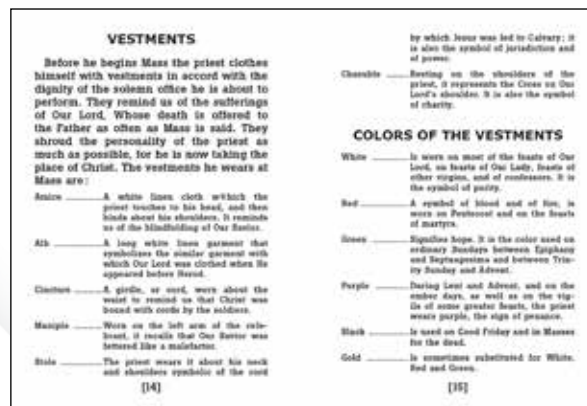 VESTMENTS
Before he begins Mass the priest clothes
himself with vestments in accord with the
dignity of the solemn office he is about to
perform. They remind us of the sufferings
of Our Lord, Whose death is offered to
the Father as often as Mass is said. They
shroud the personality of the priest as
much as possible, for he is now taking the
place of Christ. The vestments he wears at
Mass are:
Amice ........ A white linen cloth which the
priest touches to his head, and then
binds about his shoulders. It reminds
us of the blindfolding of Our Savior.
Alb ........ A long white linen garment that
symbolizes the similar garment with
which Our Lord was clothed when He
appeared before Herod.
Cincture ........ A girdle, or cord, worn about the
waist to remind us that Christ was
bound with cords by the soldiers.
Maniple ........ Worn on the left arm of the cele-
brant, it recalls that Our Savior was
fettered like a malefactor.
Stole ........ The priest wears it about his neck
and shoulders symbolic of the cord
[14]
by which Jesus was led to Calvary; it
is also the symbol of jurisdiction and
of power.
Chasuble ........ Resting on the shoulders of the
priest, it represents the Cross on Our
Lord's shoulder. It is also the symbol
of charity.
COLORS OF THE VESTMENTS
White ........ Is worn on most of the feasts of Our
Lord, on feasts of Our Lady, feasts of
other virgins, and of confessors. It is
the symbol of purity.
Red ........ A symbol of blood and of fire, is
worn on Pentecost and on the feasts
of martyrs.
Green ........ Signifies hope. It is the color used on
ordinary Sundays between Epiphany
and Septuagesima and between Trin-
ity Sunday and Advent.
Purple ........ During Lent and Advent, and on the
ember days, as well as on the vig-
ils of some greater feasts, the priest
wears purple, the sign of penance.
Black ........ Is used on Good Friday and in Masses
for the dead.
Gold ........ Is sometimes substituted for White,
Red and Green.
[15]